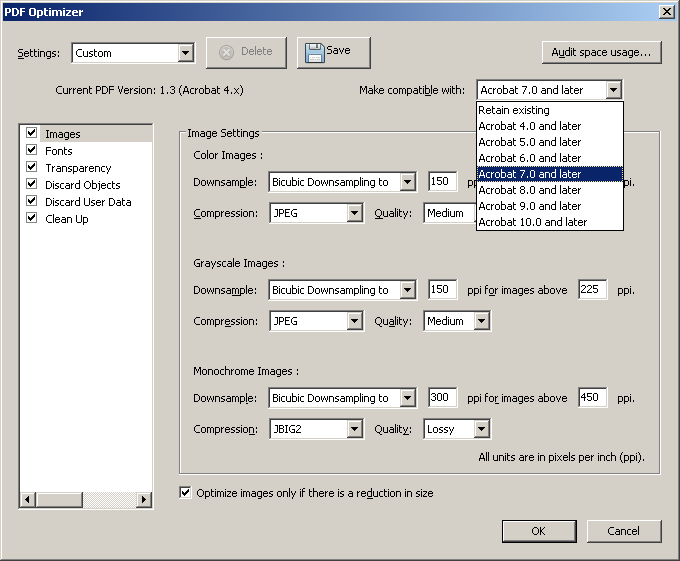 PDF Optimizer
Settings: Custom Delete Save Audit space usage...
Current PDF Version: 1.3 (Acrobat 4.x) Make compatible with: Acrobat 7.0 and later
Retain existing
Acrobat 4.0 and later
Acrobat 5.0 and later
Acrobat 6.0 and later
Acrobat 7.0 and later
Acrobat 8.0 and later
Acrobat 9.0 and later
Acrobat 10.0 and later
Images
Fonts
Transparency
Discard Objects
Discard User Data
Clean Up
Image Settings
Color Images :
Downsample: Bicubic Downsampling to 150 ppi.
Compression: JPEG Quality: Medium
Grayscale Images :
Downsample: Bicubic Downsampling to 150 ppi for images above 225 ppi.
Compression: JPEG Quality: Medium
Monochrome Images :
Downsample: Bicubic Downsampling to 300 ppi for images above 450 ppi.
Compression: JBIG2 Quality: Lossy
All units are in pixels per inch (ppi).
Optimize images only if there is a reduction in size
OK Cancel